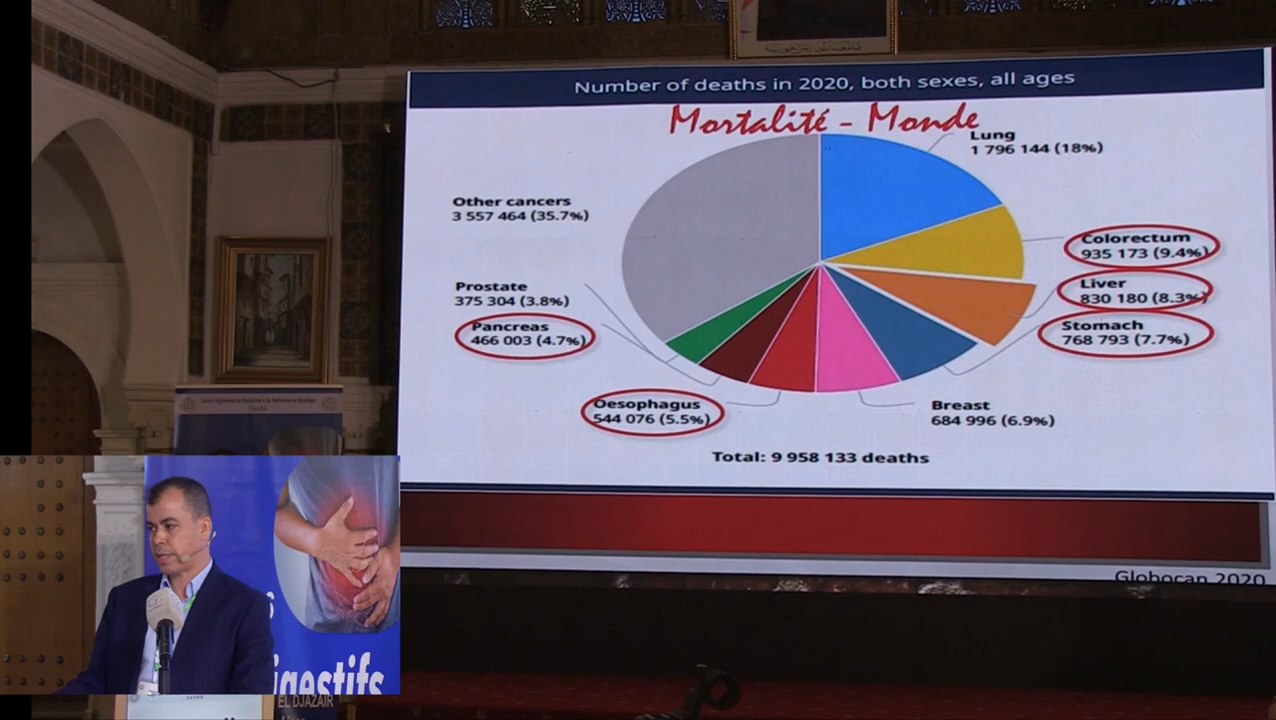 Number of deaths in 2020, both sexes, all ages
Mortalité - Monde
Lung
1 796 144 (18%)
Other cancers
3 557 464 (35.7%)
Colorectum
935 173 (9.4%)
Prostate
375 304 (3.8%)
Liver
830 180 (8.3%)
Pancreas
466 003 (4.7%)
Stomach
768 793 (7.7%)
Oesophagus
544 076 (5.5%)
Breast
684 996 (6.9%)
Total: 9 958 133 deaths
Globocan 2020
igestifs
EL DJAZAIR